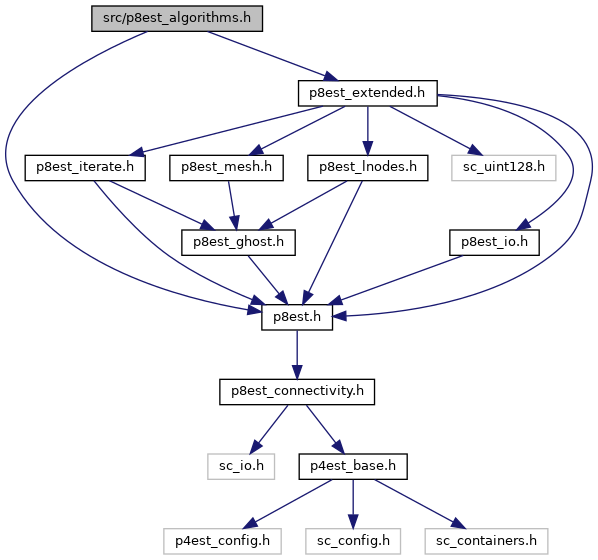 src/p8est_algorithms.h
p8est_extended.h
p8est_iterate.h
p8est_mesh.h
p8est_lnodes.h
sc_uint128.h
p8est_ghost.h
p8est_io.h
p8est.h
p8est_connectivity.h
sc_io.h
p4est_base.h
p4est_config.h
sc_config.h
sc_containers.h